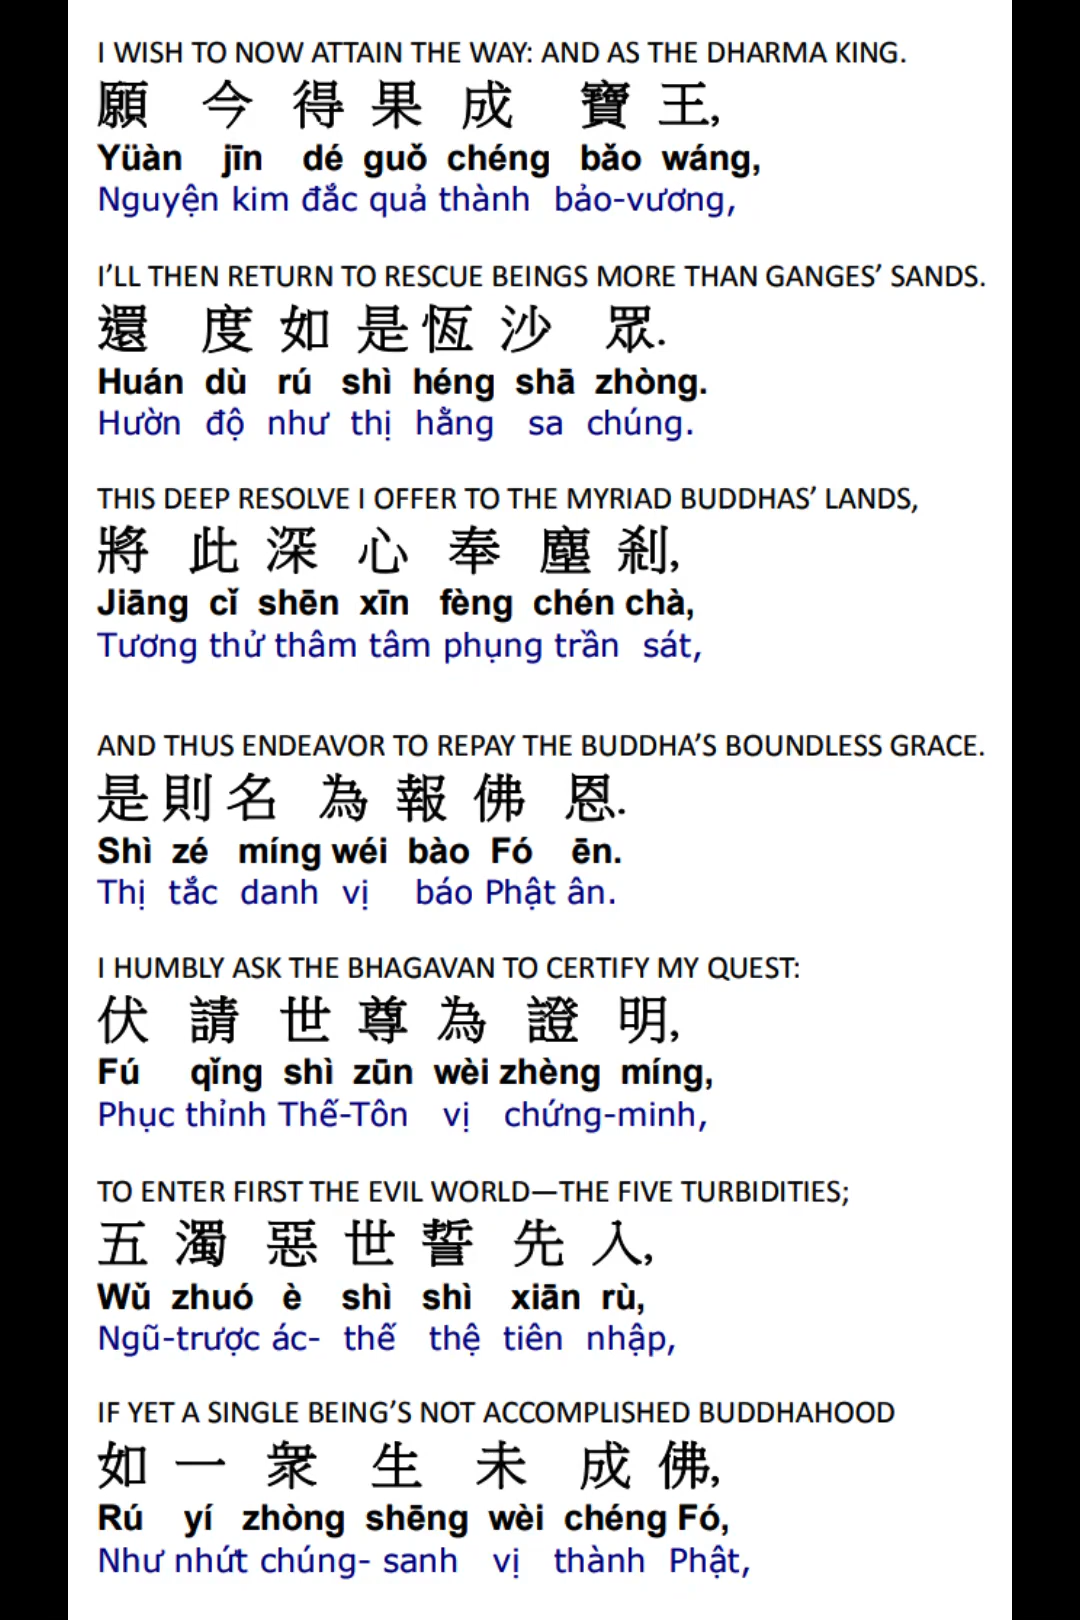 I WISH TO NOW ATTAIN THE WAY: AND AS THE DHARMA KING.
願 今 得 果 成 寶 王,
Yüàn jīn dé guǒ chéng bǎo wáng,
Nguyện kim đắc quả thành bảo-vương,
I’LL THEN RETURN TO RESCUE BEINGS MORE THAN GANGES’ SANDS.
還 度 如 是 恆 沙 眾.
Huán dù rú shì héng shā zhòng.
Hườn độ như thị hằng sa chúng.
THIS DEEP RESOLVE I OFFER TO THE MYRIAD BUDDHAS’ LANDS,
將 此 深 心 奉 塵 剎,
Jiāng cǐ shēn xīn fèng chén chà,
Tương thử thâm tâm phụng trần sát,
AND THUS ENDEAVOR TO REPAY THE BUDDHA’S BOUNDLESS GRACE.
是 則 名 為 報 佛 恩.
Shì zé míng wéi bào Fó ēn.
Thị tắc danh vị báo Phật ân.
I HUMBLY ASK THE BHAGAVAN TO CERTIFY MY QUEST:
伏 請 世 尊 為 證 明,
Fú qǐng shì zūn wèi zhèng míng,
Phục thỉnh Thế-Tôn vị chứng-minh,
TO ENTER FIRST THE EVIL WORLD—THE FIVE TURBIDITIES;
五 濁 惡 世 誓 先 入,
Wǔ zhuó è shì shì xiān rù,
Ngũ-trược ác- thế thệ tiên nhập,
IF YET A SINGLE BEING’S NOT ACCOMPLISHED BUDDHAHOOD
如 一 衆 生 未 成 佛,
Rú yí zhòng shēng wèi chéng Fó,
Như nhứt chúng- sanh vị thành Phật,